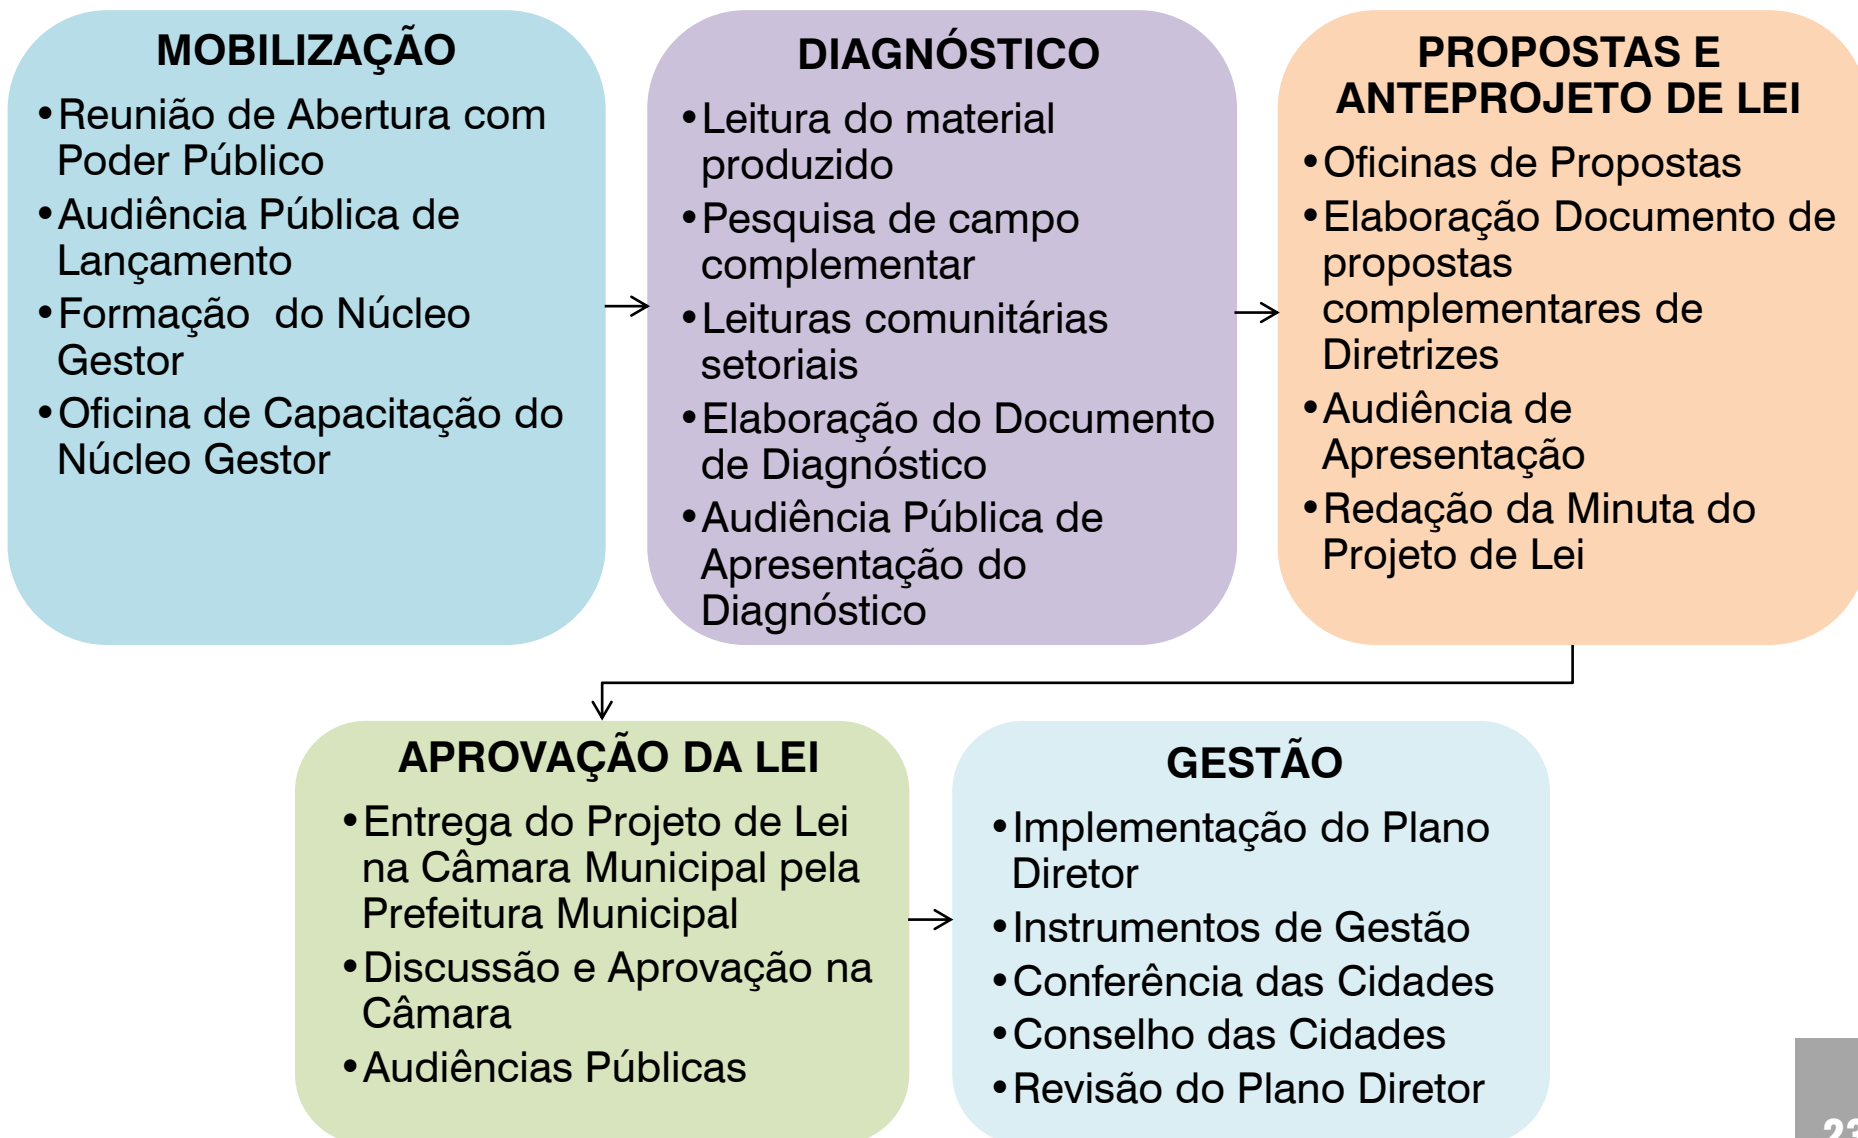 MOBILIZAÇÃO
•Reunião de Abertura com
Poder Público
•Audiência Pública de
Lançamento
•Formação do Núcleo
Gestor
•Oficina de Capacitação do
Núcleo Gestor
DIAGNÓSTICO
•Leitura do material
produzido
•Pesquisa de campo
complementar
•Leituras comunitárias
setoriais
•Elaboração do Documento
de Diagnóstico
•Audiência Pública de
Apresentação do
Diagnóstico
PROPOSTAS E
ANTEPROJETO DE LEI
•Oficinas de Propostas
•Elaboração Documento de
propostas
complementares de
Diretrizes
•Audiência de
Apresentação
•Redação da Minuta do
Projeto de Lei
APROVAÇÃO DA LEI
•Entrega do Projeto de Lei
na Câmara Municipal pela
Prefeitura Municipal
•Discussão e Aprovação na
Câmara
•Audiências Públicas
GESTÃO
•Implementação do Plano
Diretor
•Instrumentos de Gestão
•Conferência das Cidades
•Conselho das Cidades
•Revisão do Plano Diretor